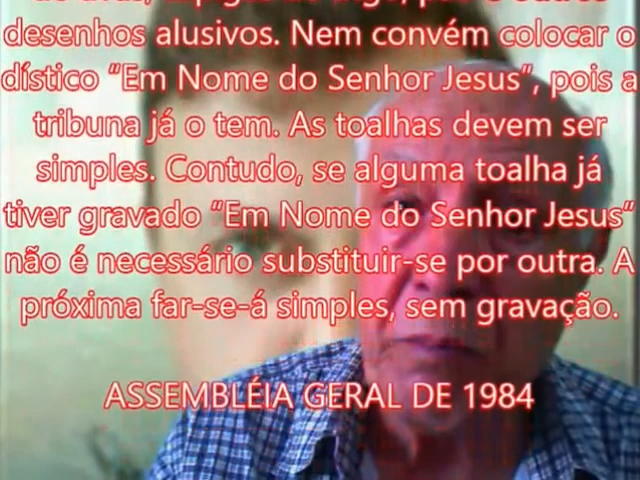 desenhos alusivos. Nem convém colocar o
dístico “Em Nome do Senhor Jesus”, pois a
tribuna já o tem. As toalhas devem ser
simples. Contudo, se alguma toalha já
tiver gravado “Em Nome do Senhor Jesus”
não é necessário substituir-se por outra. A
próxima far-se-á simples, sem gravação.
ASSEMBLÉIA GERAL DE 1984